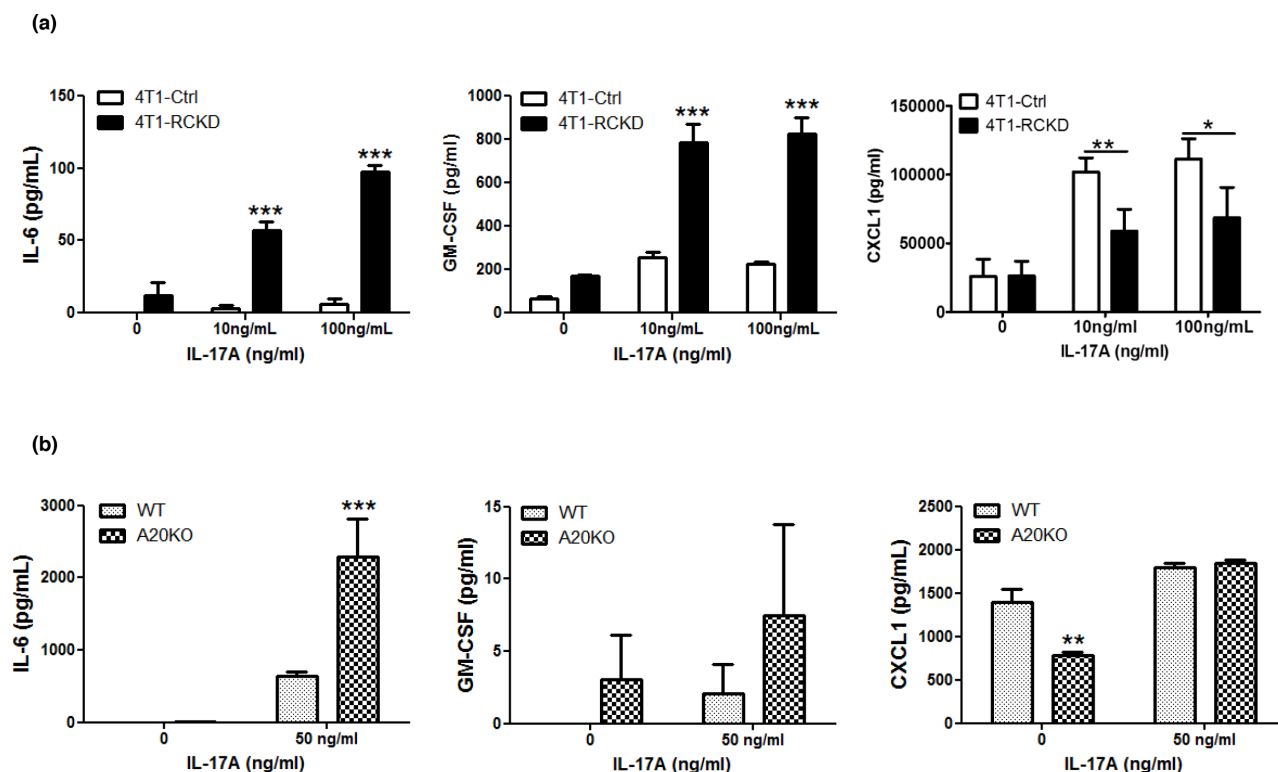 (a)
4T1-Ctrl
4T1-RCKD
IL-6 (pg/mL)
150
100
50
0
***
***
0 10ng/mL 100ng/mL
IL-17A (ng/ml)
4T1-Ctrl
4T1-RCKD
GM-CSF (pg/ml)
1000
800
600
400
200
0
***
***
0 10ng/mL 100ng/mL
IL-17A (ng/ml)
4T1-Ctrl
4T1-RCKD
CXCL1 (pg/ml)
150000
100000
50000
0
**
*
0 10ng/ml 100ng/mL
IL-17A (ng/ml)
(b)
WT
A20KO
IL-6 (pg/mL)
3000
2000
1000
0
***
0 50 ng/ml
IL-17A (ng/ml)
WT
A20KO
GM-CSF (pg/ml)
15
10
5
0
0 50 ng/ml
IL-17A (ng/ml)
WT
A20KO
CXCL1 (pg/mL)
2500
2000
1500
1000
500
0
**
0 50 ng/ml
IL-17A (ng/ml)